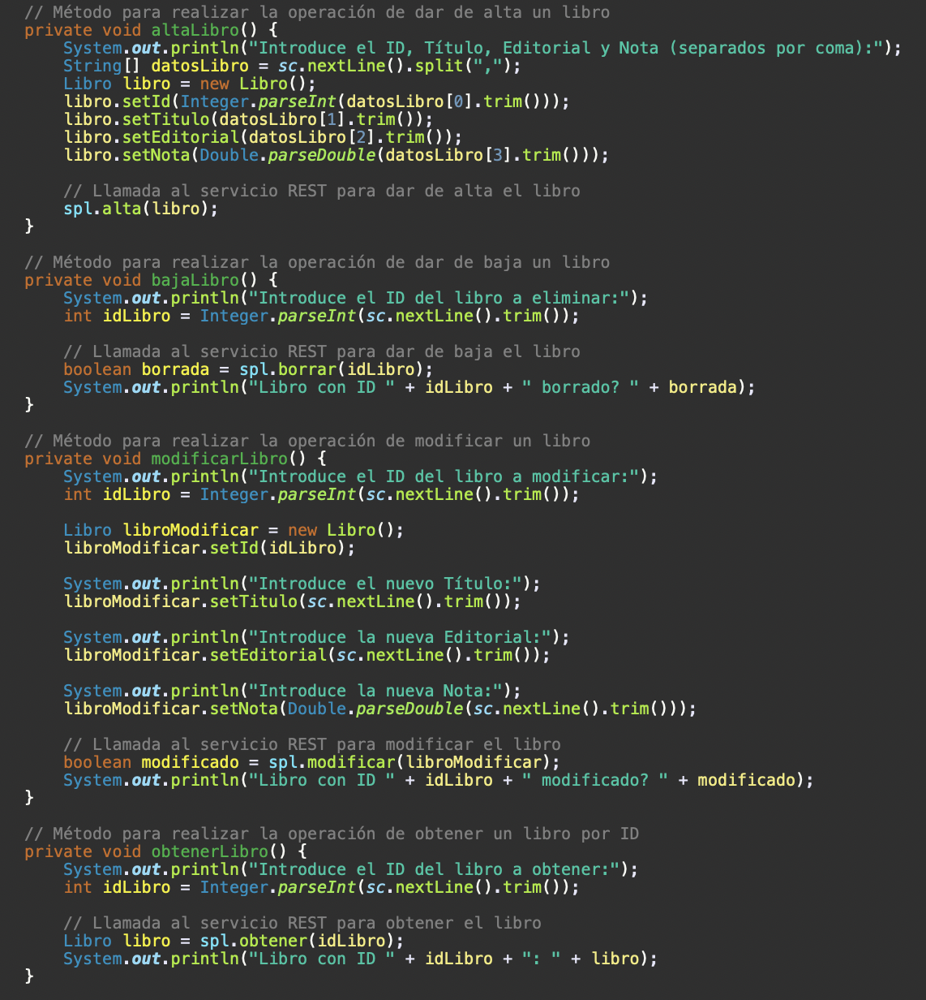 // Método para realizar la operación de dar de alta un libro
private void altaLibro() {
    System.out.println("Introduce el ID, Título, Editorial y Nota (separados por coma):");
    String[] datosLibro = sc.nextLine().split(",");
    Libro libro = new Libro();
    libro.setId(Integer.parseInt(datosLibro[0].trim()));
    libro.setTitulo(datosLibro[1].trim());
    libro.setEditorial(datosLibro[2].trim());
    libro.setNota(Double.parseDouble(datosLibro[3].trim()));

    // Llamada al servicio REST para dar de alta el libro
    spl.alta(libro);
}

// Método para realizar la operación de dar de baja un libro
private void bajaLibro() {
    System.out.println("Introduce el ID del libro a eliminar:");
    int idLibro = Integer.parseInt(sc.nextLine().trim());

    // Llamada al servicio REST para dar de baja el libro
    boolean borrada = spl.borrar(idLibro);
    System.out.println("Libro con ID " + idLibro + " borrado? " + borrada);
}

// Método para realizar la operación de modificar un libro
private void modificarLibro() {
    System.out.println("Introduce el ID del libro a modificar:");
    int idLibro = Integer.parseInt(sc.nextLine().trim());

    Libro libroModificar = new Libro();
    libroModificar.setId(idLibro);

    System.out.println("Introduce el nuevo Título:");
    libroModificar.setTitulo(sc.nextLine().trim());

    System.out.println("Introduce la nueva Editorial:");
    libroModificar.setEditorial(sc.nextLine().trim());

    System.out.println("Introduce la nueva Nota:");
    libroModificar.setNota(Double.parseDouble(sc.nextLine().trim()));

    // Llamada al servicio REST para modificar el libro
    boolean modificado = spl.modificar(libroModificar);
    System.out.println("Libro con ID " + idLibro + " modificado? " + modificado);
}

// Método para realizar la operación de obtener un libro por ID
private void obtenerLibro() {
    System.out.println("Introduce el ID del libro a obtener:");
    int idLibro = Integer.parseInt(sc.nextLine().trim());

    // Llamada al servicio REST para obtener el libro
    Libro libro = spl.obtener(idLibro);
    System.out.println("Libro con ID " + idLibro + ": " + libro);
}